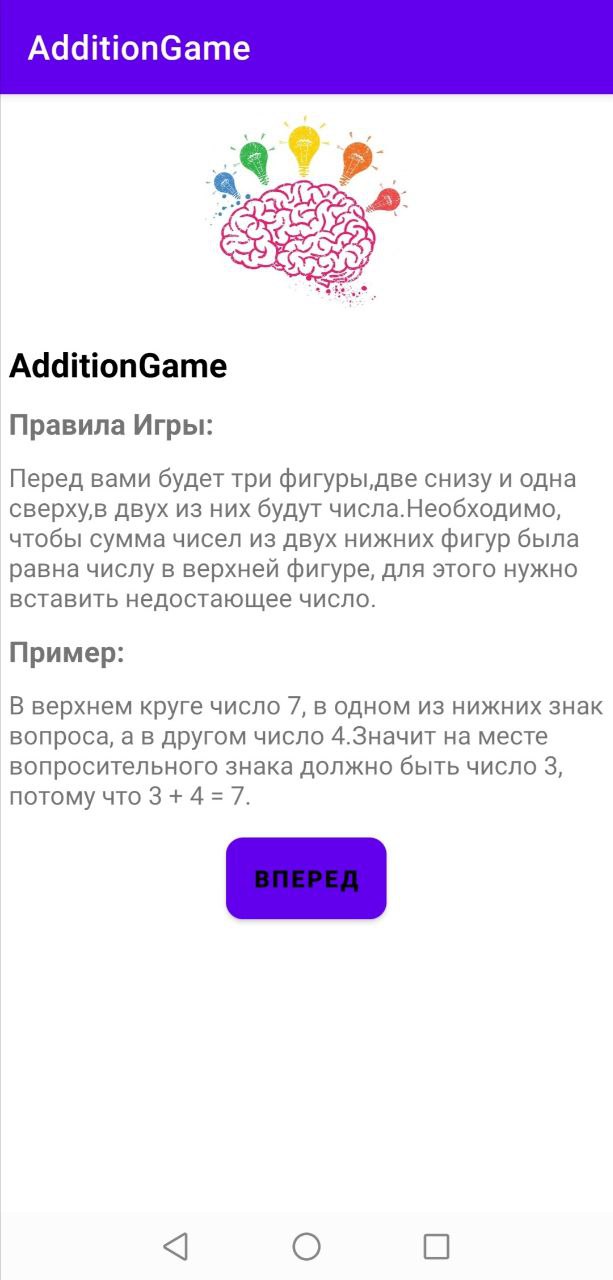 AdditionGame
AdditionGame
Правила Игры:
Перед вами будет три фигуры,две снизу и одна
сверху,в двух из них будут числа.Необходимо,
чтобы сумма чисел из двух нижних фигур была
равна числу в верхней фигуре, для этого нужно
вставить недостающее число.
Пример:
В верхнем круге число 7, в одном из нижних знак
вопроса, а в другом число 4.Значит на месте
вопросительного знака должно быть число 3,
потому что 3 + 4 = 7.
ВПЕРЕД